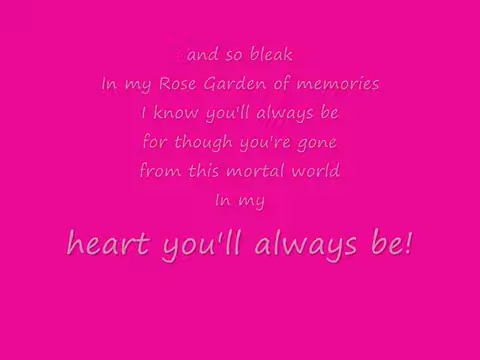 and so bleak
In my Rose Garden of memories
I know you'll always be
for though you're gone
from this mortal world
In my
heart you'll always be!